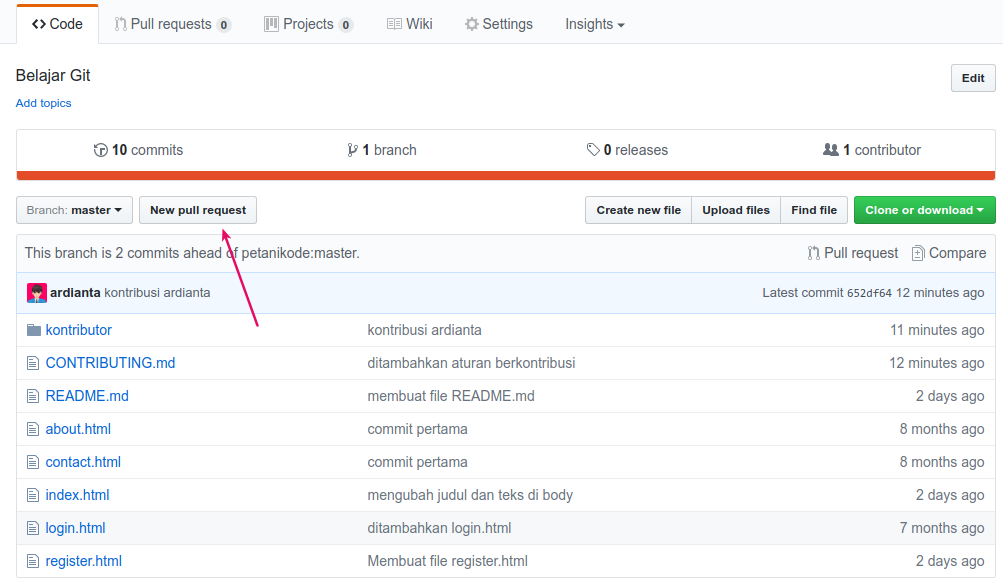 Code Pull requests 0 Projects 0 Wiki Settings Insights
Belajar Git
Edit
Add topics
10 commits 1 branch 0 releases 1 contributor
Branch: master New pull request Create new file Upload files Find file Clone or download
This branch is 2 commits ahead of petanikode:master. Pull request Compare
ardianta kontribusi ardianta Latest commit 652df64 12 minutes ago
kontributor kontribusi ardianta 11 minutes ago
CONTRIBUTING.md ditambahkan aturan berkontribusi 12 minutes ago
README.md membuat file README.md 2 days ago
about.html commit pertama 8 months ago
contact.html commit pertama 8 months ago
index.html mengubah judul dan teks di body 2 days ago
login.html ditambahkan login.html 7 months ago
register.html Membuat file register.html 2 days ago